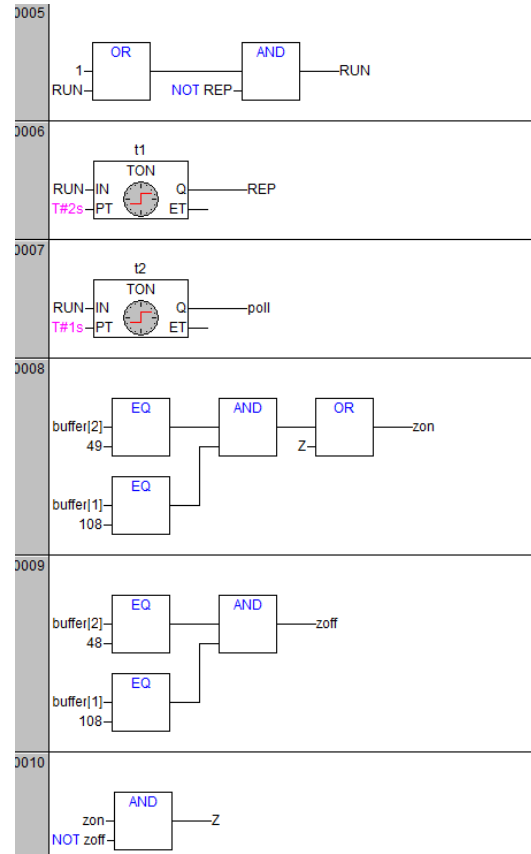 0005
OR AND
1 RUN
RUN NOT REP
0006
t1
TON
RUN IN Q REP
T#2s PT ET
0007
t2
TON
RUN IN Q poll
T#1s PT ET
0008
EQ AND OR
buffer[2] zon
49 Z
EQ
buffer[1]
108
0009
EQ AND
buffer[2] zoff
48
EQ
buffer[1]
108
0010
AND
zon Z
NOT zoff